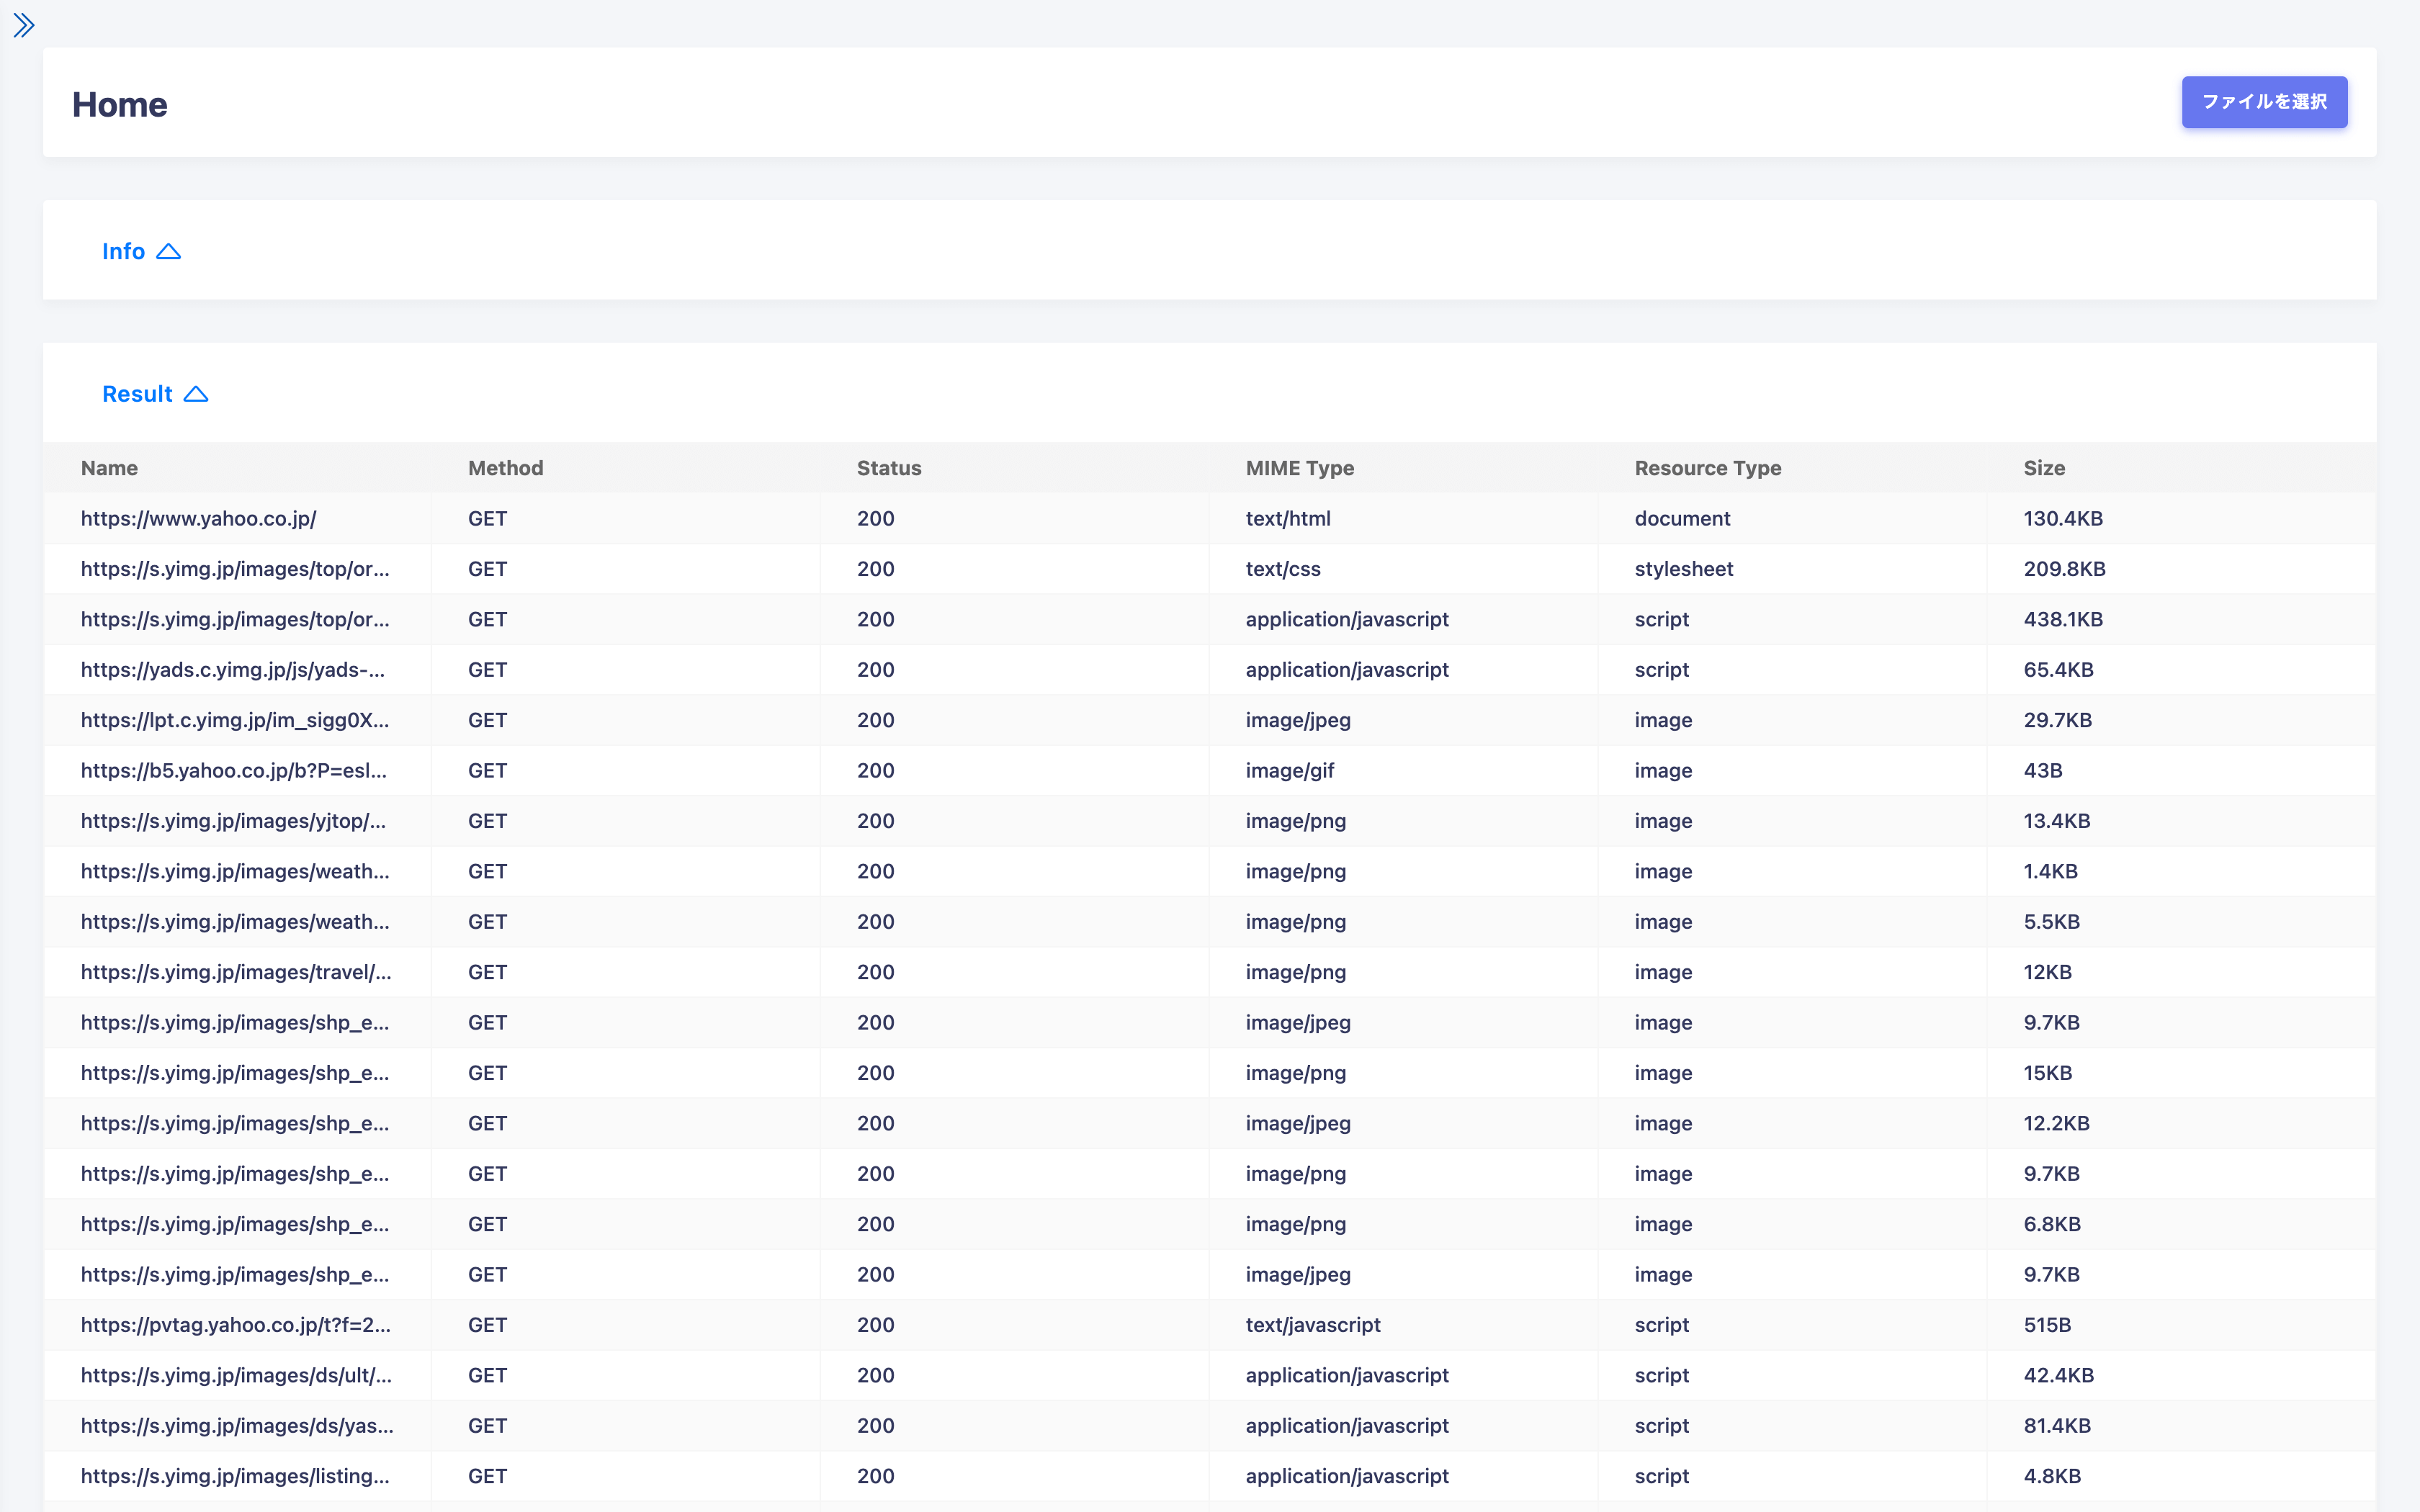 Home
ファイルを選択
Info
Result
Name Method Status MIME Type Resource Type Size
https://www.yahoo.co.jp/ GET 200 text/html document 130.4KB
https://s.yimg.jp/images/top/or... GET 200 text/css stylesheet 209.8KB
https://s.yimg.jp/images/top/or... GET 200 application/javascript script 438.1KB
https://yads.c.yimg.jp/js/yads-... GET 200 application/javascript script 65.4KB
https://lpt.c.yimg.jp/im_sigg0X... GET 200 image/jpeg image 29.7KB
https://b5.yahoo.co.jp/b?P=esl... GET 200 image/gif image 43B
https://s.yimg.jp/images/yjtop/... GET 200 image/png image 13.4KB
https://s.yimg.jp/images/weath... GET 200 image/png image 1.4KB
https://s.yimg.jp/images/weath... GET 200 image/png image 5.5KB
https://s.yimg.jp/images/travel/... GET 200 image/png image 12KB
https://s.yimg.jp/images/shp_e... GET 200 image/jpeg image 9.7KB
https://s.yimg.jp/images/shp_e... GET 200 image/png image 15KB
https://s.yimg.jp/images/shp_e... GET 200 image/jpeg image 12.2KB
https://s.yimg.jp/images/shp_e... GET 200 image/png image 9.7KB
https://s.yimg.jp/images/shp_e... GET 200 image/png image 6.8KB
https://s.yimg.jp/images/shp_e... GET 200 image/jpeg image 9.7KB
https://pvtag.yahoo.co.jp/t?f=2... GET 200 text/javascript script 515B
https://s.yimg.jp/images/ds/ult/... GET 200 application/javascript script 42.4KB
https://s.yimg.jp/images/ds/yas... GET 200 application/javascript script 81.4KB
https://s.yimg.jp/images/listing... GET 200 application/javascript script 4.8KB